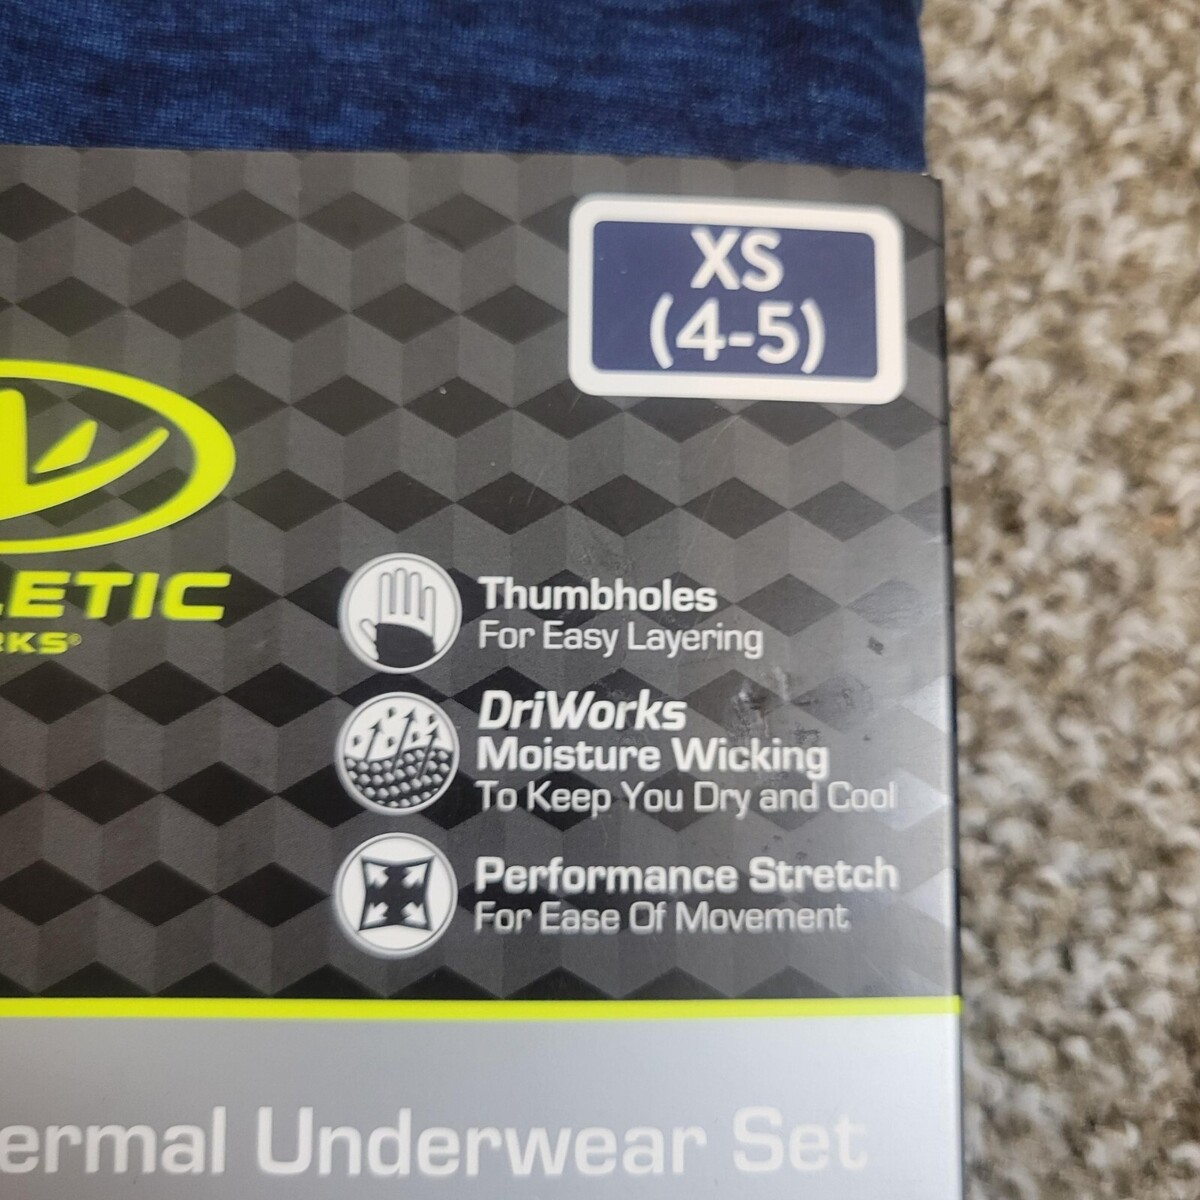 XS
(4-5)
LETIC
RKS®
Thumbholes
For Easy Layering
DriWorks
Moisture Wicking
To Keep You Dry and Cool
Performance Stretch
For Ease Of Movement
ermal Underwear Set